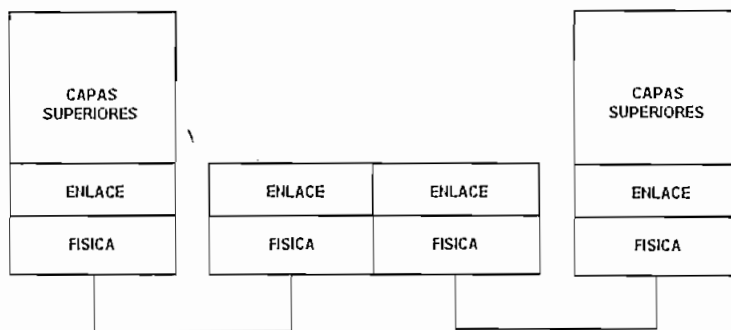 CAPAS
SUPERIORES
CAPAS
SUPERIORES
ENLACE
ENLACE
ENLACE
ENLACE
FISICA
FISICA
FISICA
FISICA